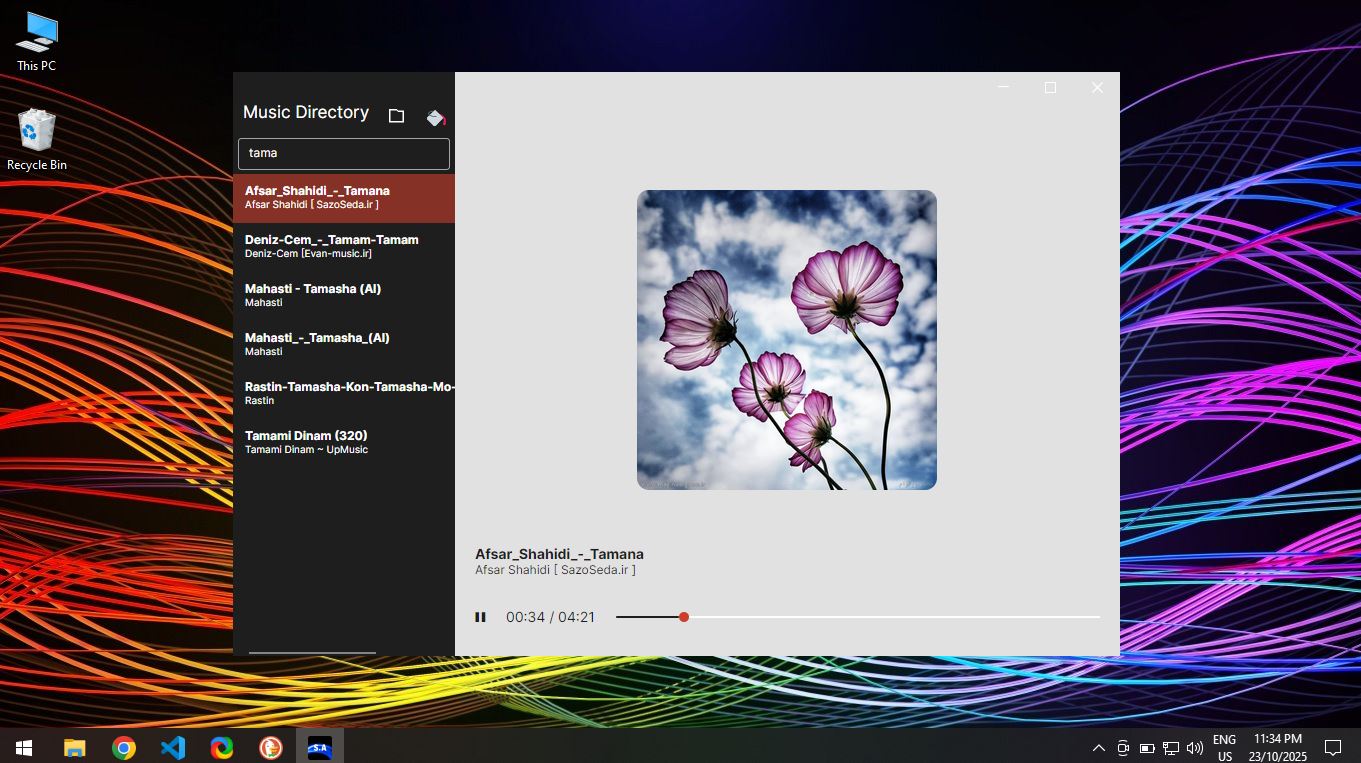 This PC
Recycle Bin
Music Directory
tama
Afsar_Shahidi_-_Tamana
Afsar Shahidi [ SazoSeda.ir ]
Deniz-Cem_-_Tamam-Tamam
Deniz-Cem [Evan-music.ir]
Mahasti - Tamasha (AI)
Mahasti
Mahasti_-_Tamasha_(AI)
Mahasti
Rastin-Tamasha-Kon-Tamasha-Mo-
Rastin
Tamami Dinam (320)
Tamami Dinam ~ UpMusic
Afsar_Shahidi_-_Tamana
Afsar Shahidi [ SazoSeda.ir ]
00:34 / 04:21
S.A
ENG
US
11:34 PM
23/10/2025